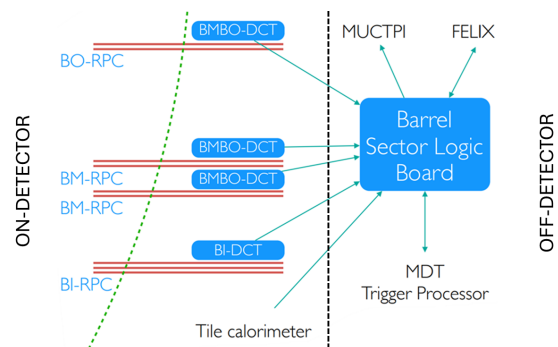 BMBO-DCT
BO-RPC
MUCTPI
FELIX
ON-DETECTOR
BMBO-DCT
BM-RPC
BMBO-DCT
BM-RPC
Barrel
Sector Logic
Board
OFF-DETECTOR
BI-DCT
BI-RPC
MDT
Trigger Processor
Tile calorimeter